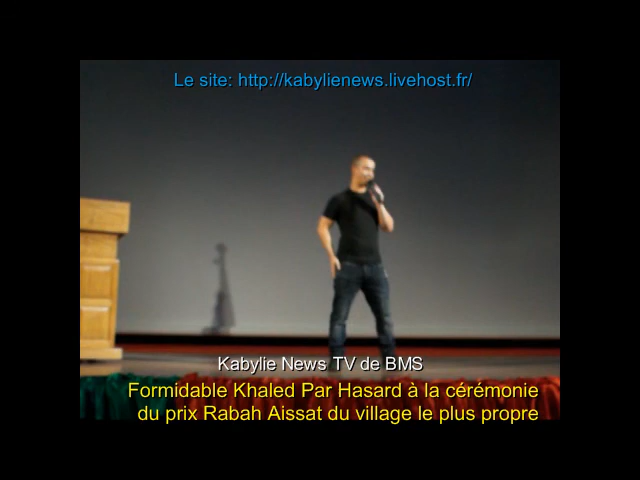 Le site: http://kabylienews.livehost.fr/
Kabylie News TV de BMS
Formidable Khaled Par Hasard à la cérémonie
du prix Rabah Aissat du village le plus propre